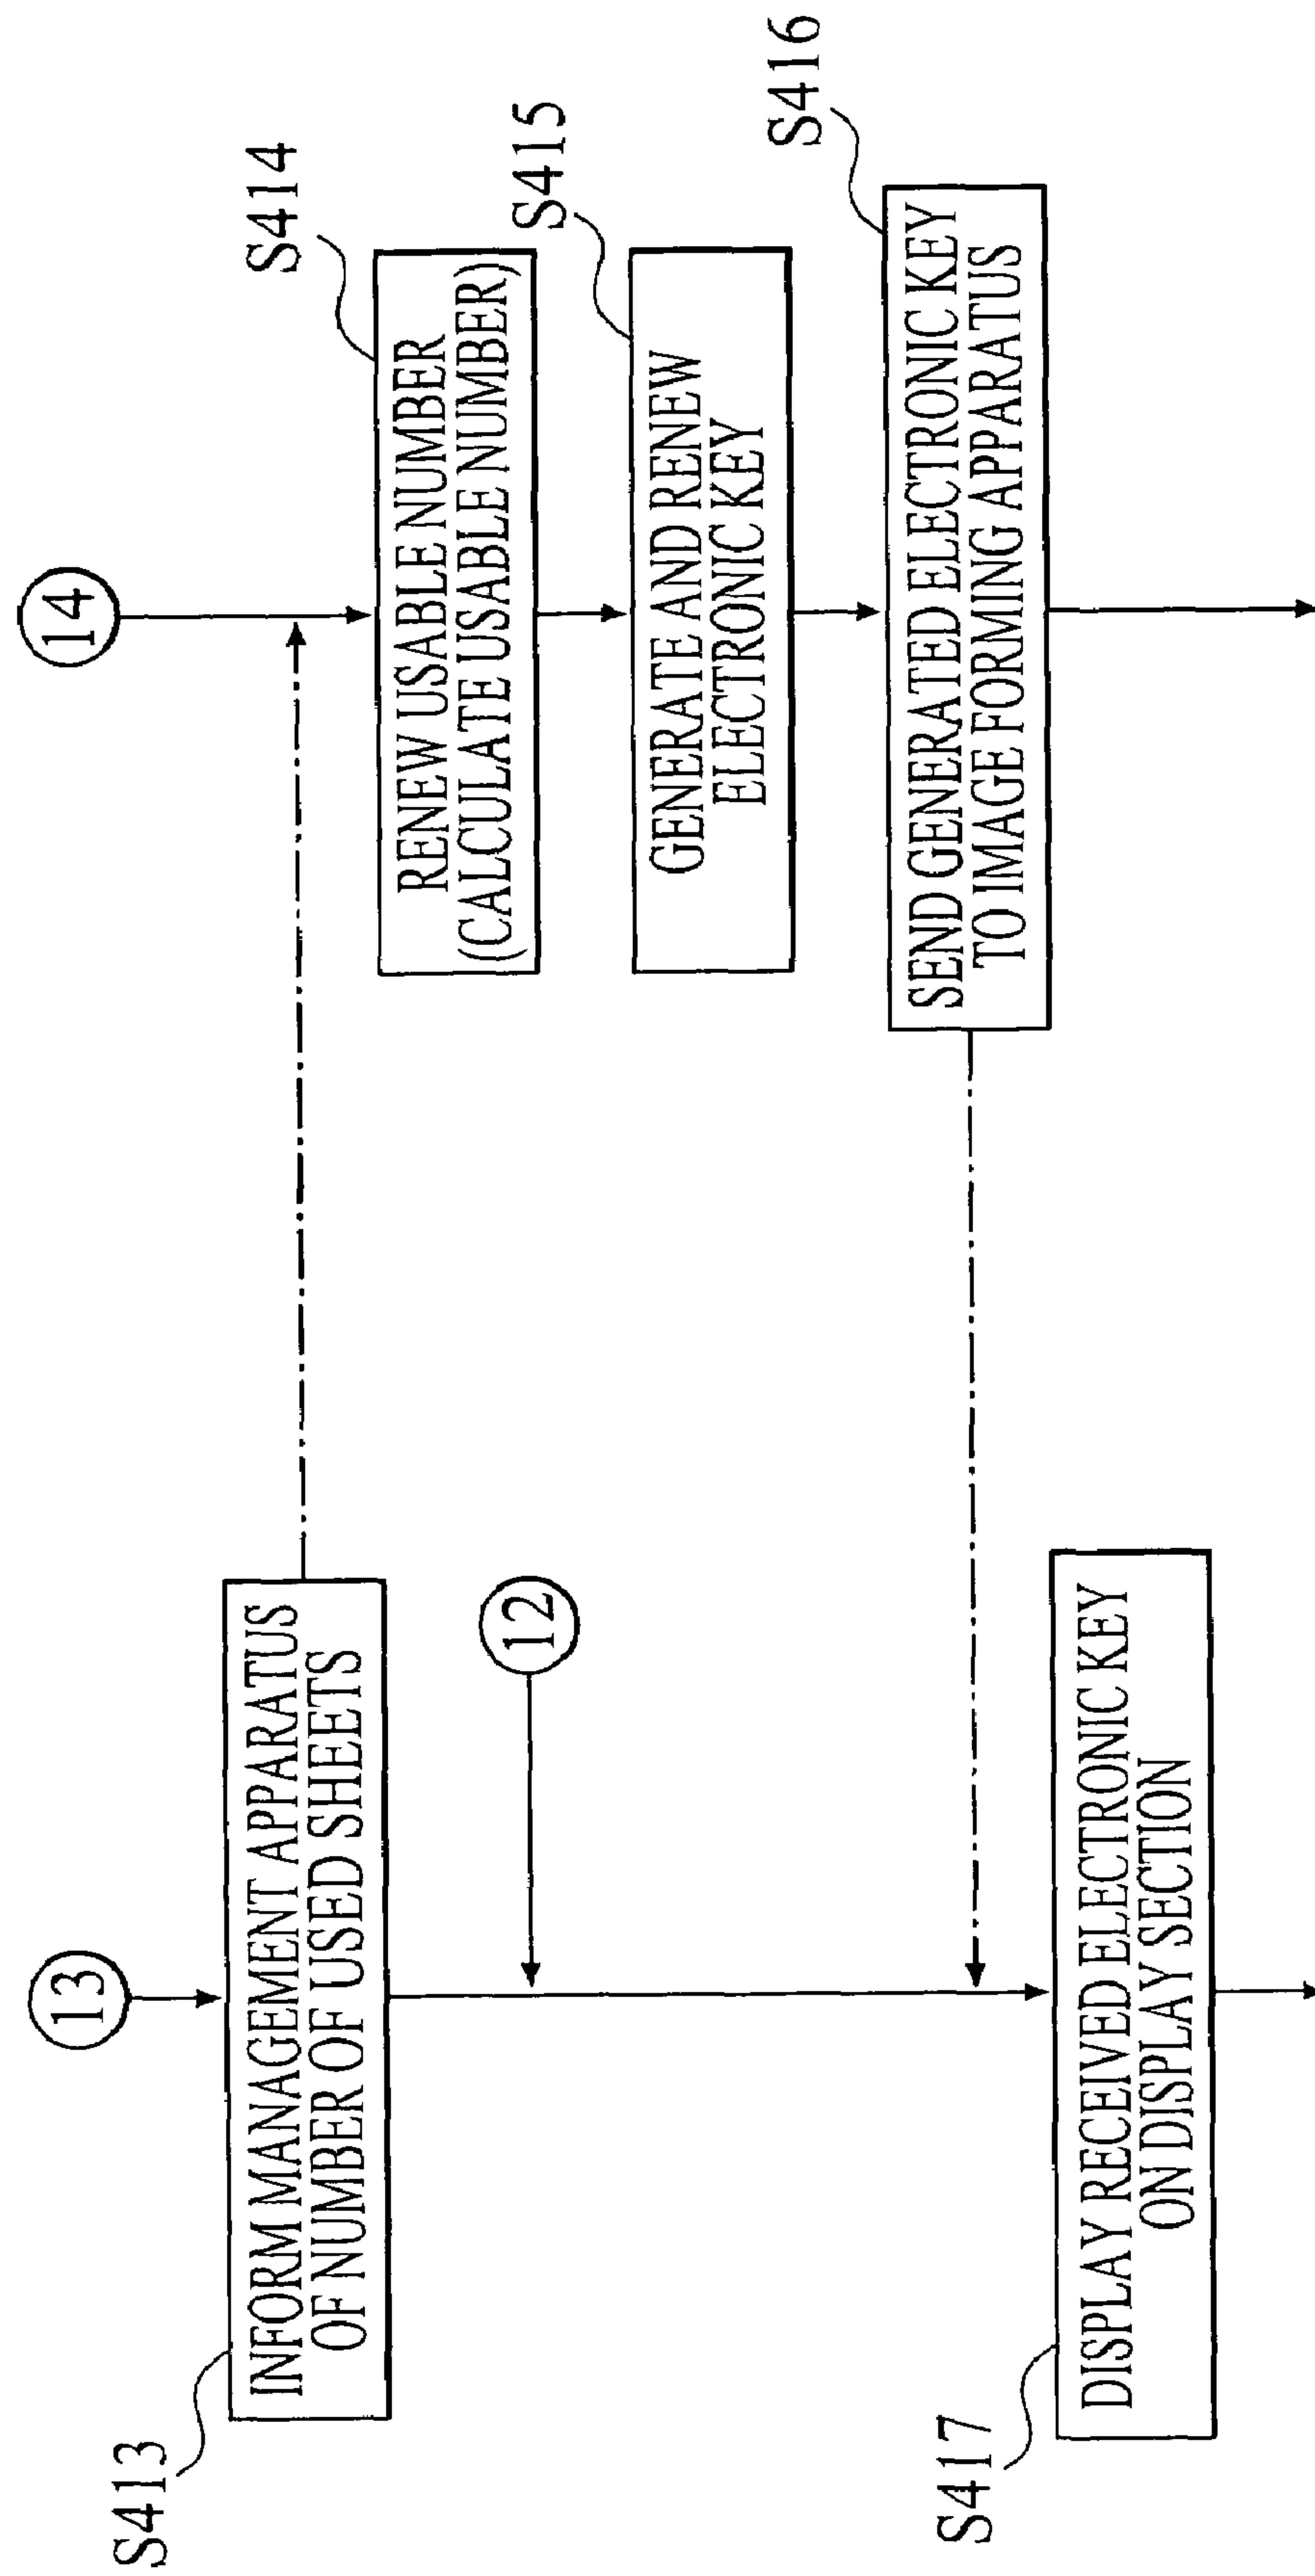 13
S413
INFORM MANAGEMENT APPARATUS
OF NUMBER OF USED SHEETS
12
S417
DISPLAY RECEIVED ELECTRONIC KEY
ON DISPLAY SECTION
14
S414
RENEW USABLE NUMBER
(CALCULATE USABLE NUMBER)
S415
GENERATE AND RENEW
ELECTRONIC KEY
S416
SEND GENERATED ELECTRONIC KEY
TO IMAGE FORMING APPARATUS